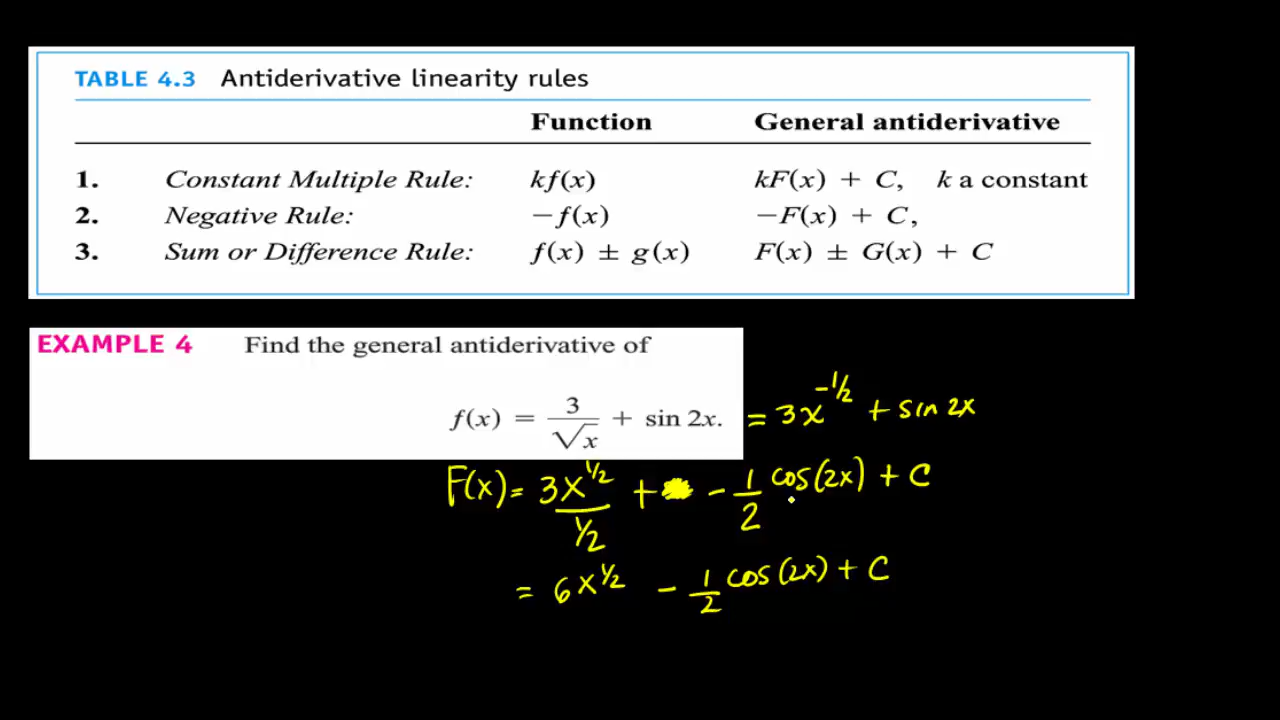 TABLE 4.3 Antiderivative linearity rules
Function General antiderivative
1. Constant Multiple Rule: kf(x) kF(x) + C, k a constant
2. Negative Rule: −f(x) −F(x) + C,
3. Sum or Difference Rule: f(x) ± g(x) F(x) ± G(x) + C
EXAMPLE 4 Find the general antiderivative of
f(x) = 3/√x + sin 2x. = 3x^(-1/2) + sin 2x
F(x) = 3x^(1/2)/(1/2) + - 1/2 cos(2x) + C
= 6x^(1/2) - 1/2 cos(2x) + C